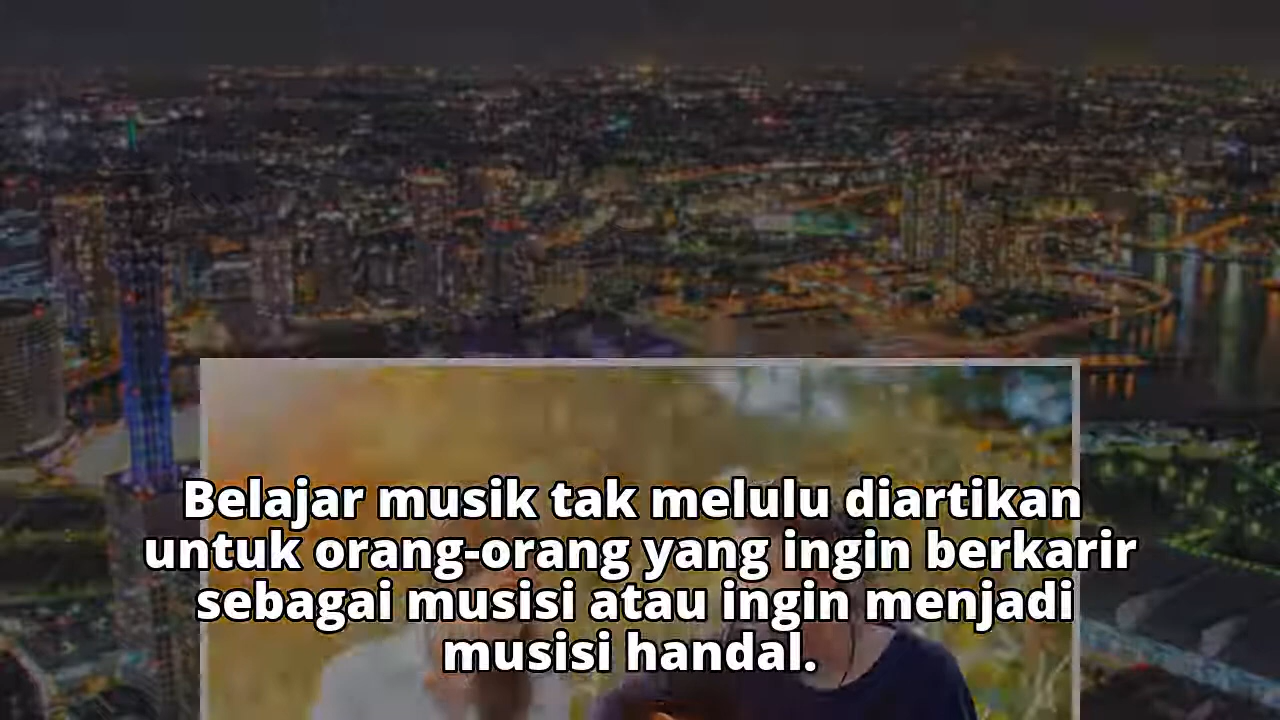 Belajar musik tak melulu diartikan
untuk orang-orang yang ingin berkarir
sebagai musisi atau ingin menjadi
musisi handal.